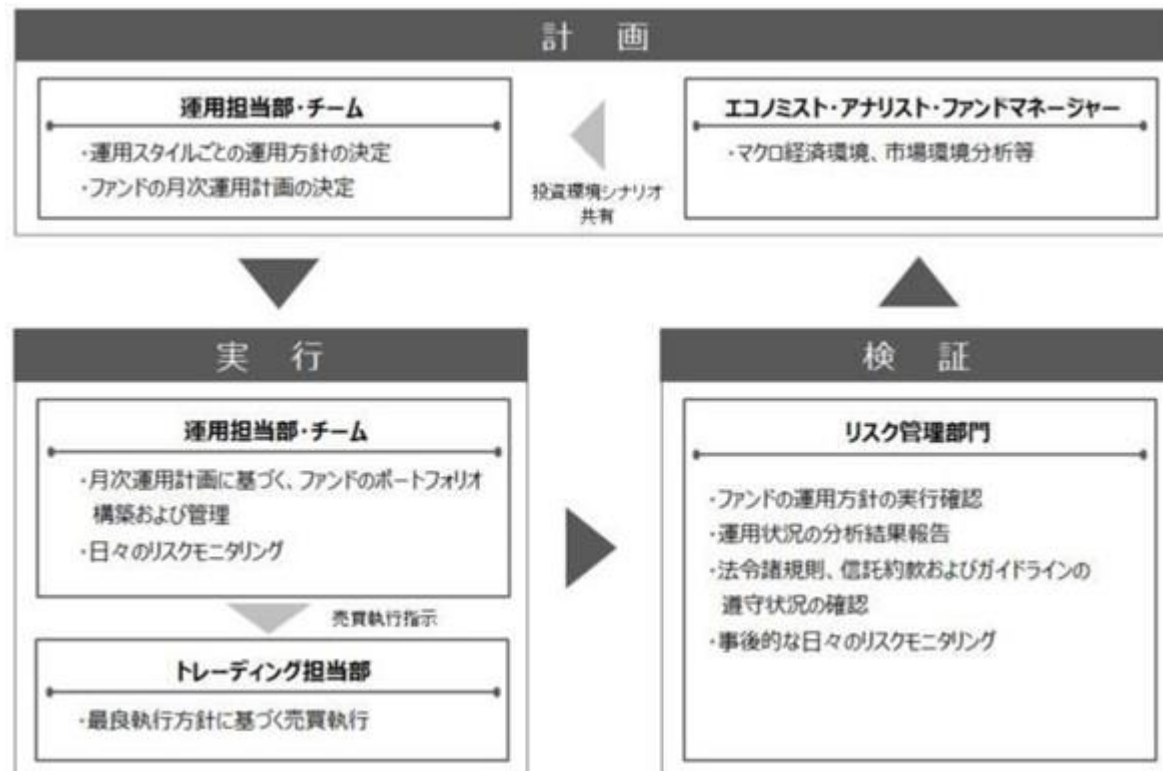 計 画
運用担当部・チーム
・運用スタイルごとの運用方針の決定
・ファンドの月次運用計画の決定
投資環境シナリオ
共有
エコノミスト・アナリスト・ファンドマネージャー
・マクロ経済環境、市場環境分析等
実 行
運用担当部・チーム
・月次運用計画に基づく、ファンドのポートフォリオ
構築および管理
・日々のリスクモニタリング
売買執行指示
トレーディング担当部
・最良執行方針に基づく売買執行
検 証
リスク管理部門
・ファンドの運用方針の実行確認
・運用状況の分析結果報告
・法令諸規則、信託約款およびガイドラインの
遵守状況の確認
・事後的な日々のリスクモニタリング